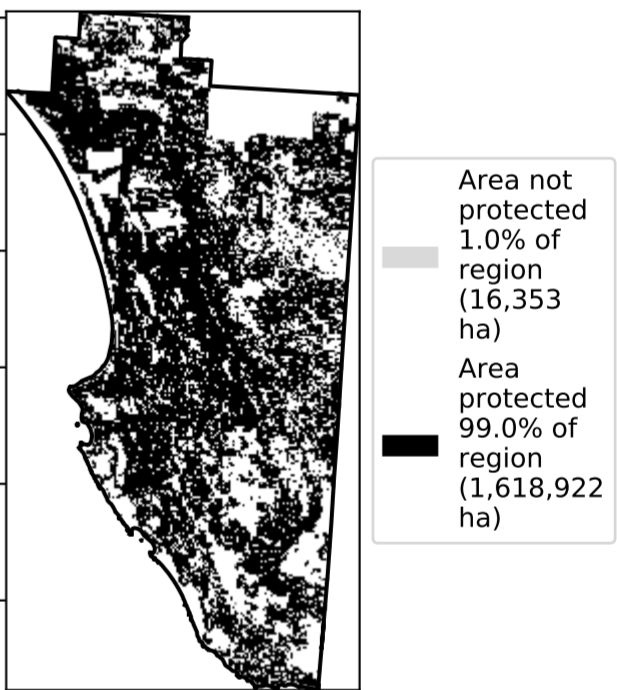 Area not
protected
1.0% of
region
(16,353
ha)
Area
protected
99.0% of
region
(1,618,922
ha)